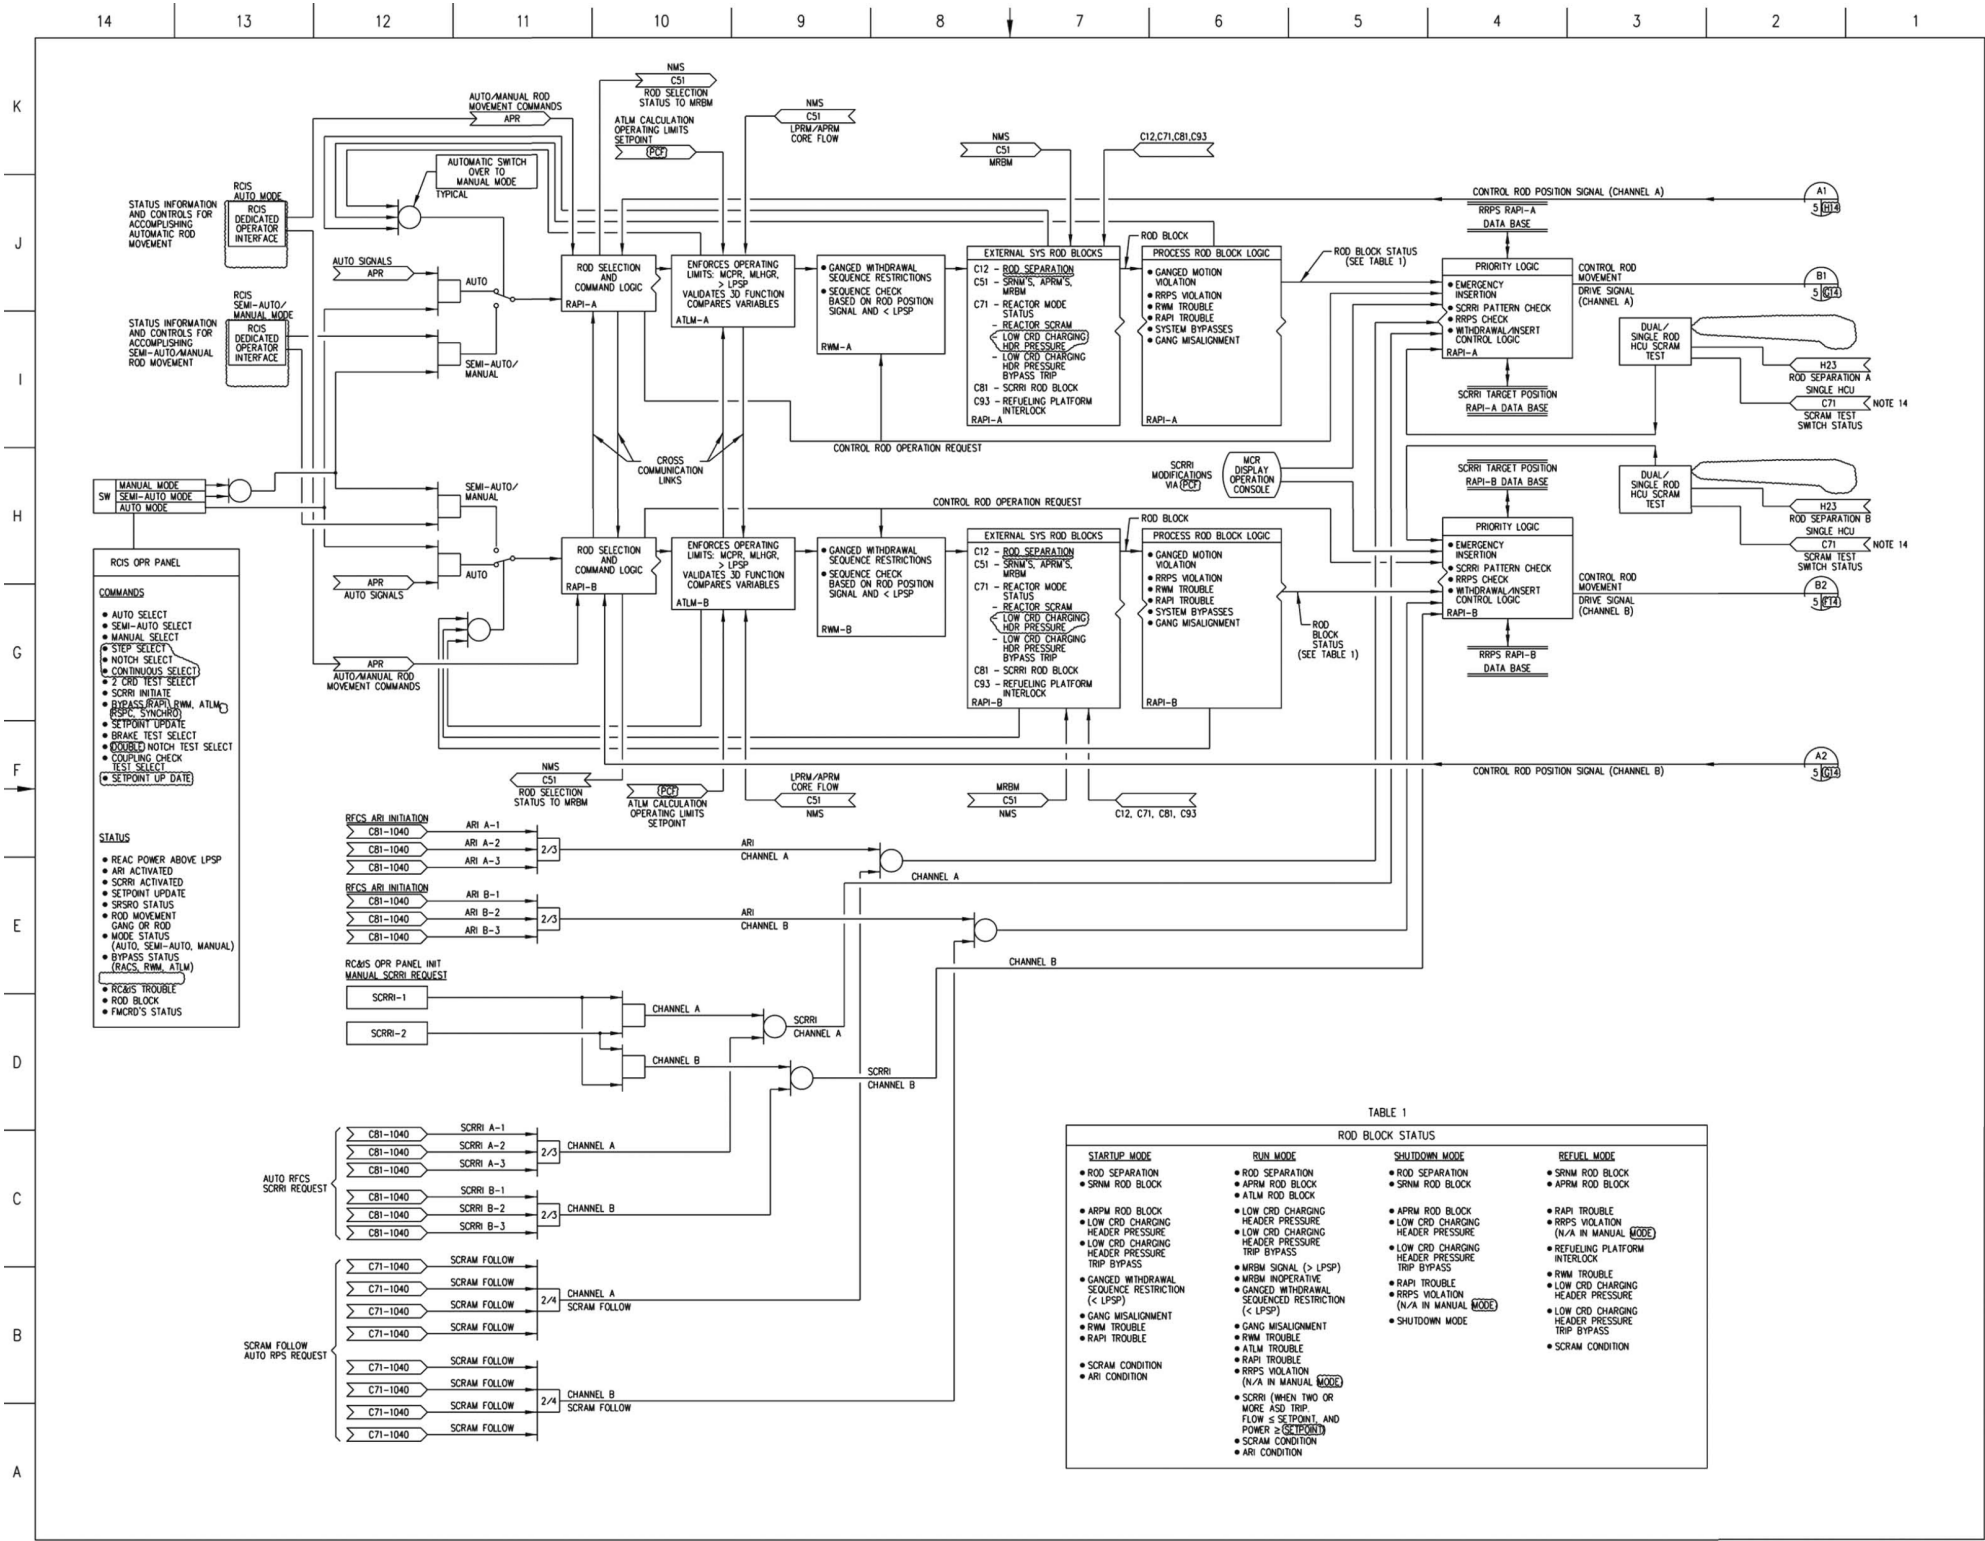 14 13 12 11 10 9 8 7 6 5 4 3 2 1
K
J
I
H
G
F
E
D
C
B
A
NMS
C51
ROD SELECTION
STATUS TO MRBM
AUTO/MANUAL ROD
MOVEMENT COMMANDS
APR
ATLM CALCULATION
OPERATING LIMITS
SETPOINT
PCF
NMS
C51
LPRM/APRM
CORE FLOW
NMS
C51
MRBM
C12,C71,C81,C93
AUTOMATIC SWITCH
OVER TO
MANUAL MODE
TYPICAL
STATUS INFORMATION
AND CONTROLS FOR
ACCOMPLISHING
AUTOMATIC ROD
MOVEMENT
RCIS
AUTO MODE
RCIS
DEDICATED
OPERATOR
INTERFACE
AUTO SIGNALS
APR
AUTO
STATUS INFORMATION
AND CONTROLS FOR
ACCOMPLISHING
SEMI-AUTO/MANUAL
ROD MOVEMENT
RCIS
SEMI-AUTO/
MANUAL MODE
RCIS
DEDICATED
OPERATOR
INTERFACE
SEMI-AUTO/
MANUAL
ROD SELECTION
AND
COMMAND LOGIC
RAPI-A
ENFORCES OPERATING
LIMITS: MCPR, MLHGR,
> LPSP
VALIDATES 3D FUNCTION
COMPARES VARIABLES
ATLM-A
• GANGED WITHDRAWAL
SEQUENCE RESTRICTIONS
• SEQUENCE CHECK
BASED ON ROD POSITION
SIGNAL AND < LPSP
RWM-A
EXTERNAL SYS ROD BLOCKS
C12 - ROD SEPARATION
C51 - SRNM'S, APRM'S,
MRBM
C71 - REACTOR MODE
STATUS
- REACTOR SCRAM
- LOW CRD CHARGING
HDR PRESSURE
- LOW CRD CHARGING
HDR PRESSURE
BYPASS TRIP
C81 - SCRRI ROD BLOCK
C93 - REFUELING PLATFORM
INTERLOCK
RAPI-A
ROD BLOCK
PROCESS ROD BLOCK LOGIC
• GANGED MOTION
VIOLATION
• RRPS VIOLATION
• RWM TROUBLE
• RAPI TROUBLE
• SYSTEM BYPASSES
• GANG MISALIGNMENT
RAPI-A
ROD BLOCK STATUS
(SEE TABLE 1)
CONTROL ROD POSITION SIGNAL (CHANNEL A)
A1
5 H14
RRPS RAPI-A
DATA BASE
PRIORITY LOGIC
• EMERGENCY
INSERTION
• SCRRI PATTERN CHECK
• RRPS CHECK
• WITHDRAWAL/INSERT
CONTROL LOGIC
RAPI-A
CONTROL ROD
MOVEMENT
DRIVE SIGNAL
(CHANNEL A)
B1
5 G14
SCRRI TARGET POSITION
RAPI-A DATA BASE
DUAL/
SINGLE ROD
HCU SCRAM
TEST
H23
ROD SEPARATION A
SINGLE HCU
C71 NOTE 14
SCRAM TEST
SWITCH STATUS
CONTROL ROD OPERATION REQUEST
CROSS
COMMUNICATION
LINKS
SCRRI
MODIFICATIONS
VIA PCF
MCR
DISPLAY
OPERATION
CONSOLE
CONTROL ROD OPERATION REQUEST
SW
MANUAL MODE
SEMI-AUTO MODE
AUTO MODE
SEMI-AUTO/
MANUAL
AUTO
APR
AUTO SIGNALS
ROD SELECTION
AND
COMMAND LOGIC
RAPI-B
ENFORCES OPERATING
LIMITS: MCPR, MLHGR,
> LPSP
VALIDATES 3D FUNCTION
COMPARES VARIABLES
ATLM-B
• GANGED WITHDRAWAL
SEQUENCE RESTRICTIONS
• SEQUENCE CHECK
BASED ON ROD POSITION
SIGNAL AND < LPSP
RWM-B
EXTERNAL SYS ROD BLOCKS
C12 - ROD SEPARATION
C51 - SRNM'S, APRM'S,
MRBM
C71 - REACTOR MODE
STATUS
- REACTOR SCRAM
- LOW CRD CHARGING
HDR PRESSURE
- LOW CRD CHARGING
HDR PRESSURE
BYPASS TRIP
C81 - SCRRI ROD BLOCK
C93 - REFUELING PLATFORM
INTERLOCK
RAPI-B
ROD BLOCK
PROCESS ROD BLOCK LOGIC
• GANGED MOTION
VIOLATION
• RRPS VIOLATION
• RWM TROUBLE
• RAPI TROUBLE
• SYSTEM BYPASSES
• GANG MISALIGNMENT
RAPI-B
ROD
BLOCK
STATUS
(SEE TABLE 1)
SCRRI TARGET POSITION
RAPI-B DATA BASE
PRIORITY LOGIC
• EMERGENCY
INSERTION
• SCRRI PATTERN CHECK
• RRPS CHECK
• WITHDRAWAL/INSERT
CONTROL LOGIC
RAPI-B
RRPS RAPI-B
DATA BASE
DUAL/
SINGLE ROD
HCU SCRAM
TEST
H23
ROD SEPARATION B
SINGLE HCU
C71 NOTE 14
SCRAM TEST
SWITCH STATUS
CONTROL ROD
MOVEMENT
DRIVE SIGNAL
(CHANNEL B)
B2
5 F14
A2
5 G14
CONTROL ROD POSITION SIGNAL (CHANNEL B)
APR
AUTO/MANUAL ROD
MOVEMENT COMMANDS
NMS
C51
ROD SELECTION
STATUS TO MRBM
PCF
ATLM CALCULATION
OPERATING LIMITS
SETPOINT
LPRM/APRM
CORE FLOW
C51
NMS
MRBM
C51
NMS
C12, C71, C81, C93
RCIS OPR PANEL
COMMANDS
• AUTO SELECT
• SEMI-AUTO SELECT
• MANUAL SELECT
• STEP SELECT
• NOTCH SELECT
• CONTINUOUS SELECT
• 2 CRD TEST SELECT
• SCRRI INITIATE
• BYPASS RAPI, RWM, ATLM
RSPC, SYNCHRO)
• SETPOINT UPDATE
• BRAKE TEST SELECT
• DOUBLE NOTCH TEST SELECT
• COUPLING CHECK
TEST SELECT
• SETPOINT UP DATE
STATUS
• REAC POWER ABOVE LPSP
• ARI ACTIVATED
• SCRRI ACTIVATED
• SETPOINT UPDATE
• SRSRO STATUS
• ROD MOVEMENT
GANG OR ROD
• MODE STATUS
(AUTO, SEMI-AUTO, MANUAL)
• BYPASS STATUS
(RACS, RWM, ATLM)
• RC&IS TROUBLE
• ROD BLOCK
• FMCRD'S STATUS
RFCS ARI INITIATION
C81-1040 ARI A-1
C81-1040 ARI A-2
C81-1040 ARI A-3
2/3
ARI
CHANNEL A
RFCS ARI INITIATION
C81-1040 ARI B-1
C81-1040 ARI B-2
C81-1040 ARI B-3
2/3
ARI
CHANNEL B
CHANNEL A
CHANNEL B
RC&IS OPR PANEL INIT
MANUAL SCRRI REQUEST
SCRRI-1
SCRRI-2
CHANNEL A
CHANNEL B
SCRRI
CHANNEL A
SCRRI
CHANNEL B
AUTO RFCS
SCRRI REQUEST
C81-1040 SCRRI A-1
C81-1040 SCRRI A-2
C81-1040 SCRRI A-3
2/3 CHANNEL A
C81-1040 SCRRI B-1
C81-1040 SCRRI B-2
C81-1040 SCRRI B-3
2/3 CHANNEL B
SCRAM FOLLOW
AUTO RPS REQUEST
C71-1040 SCRAM FOLLOW
C71-1040 SCRAM FOLLOW
C71-1040 SCRAM FOLLOW
C71-1040 SCRAM FOLLOW
2/4
CHANNEL A
SCRAM FOLLOW
C71-1040 SCRAM FOLLOW
C71-1040 SCRAM FOLLOW
C71-1040 SCRAM FOLLOW
C71-1040 SCRAM FOLLOW
2/4
CHANNEL B
SCRAM FOLLOW
TABLE 1
ROD BLOCK STATUS
STARTUP MODE
• ROD SEPARATION
• SRNM ROD BLOCK
• ARPM ROD BLOCK
• LOW CRD CHARGING
HEADER PRESSURE
• LOW CRD CHARGING
HEADER PRESSURE
TRIP BYPASS
• GANGED WITHDRAWAL
SEQUENCE RESTRICTION
(< LPSP)
• GANG MISALIGNMENT
• RWM TROUBLE
• RAPI TROUBLE
• SCRAM CONDITION
• ARI CONDITION
RUN MODE
• ROD SEPARATION
• APRM ROD BLOCK
• ATLM ROD BLOCK
• LOW CRD CHARGING
HEADER PRESSURE
• LOW CRD CHARGING
HEADER PRESSURE
TRIP BYPASS
• MRBM SIGNAL (> LPSP)
• MRBM INOPERATIVE
• GANGED WITHDRAWAL
SEQUENCED RESTRICTION
(< LPSP)
• GANG MISALIGNMENT
• RWM TROUBLE
• ATLM TROUBLE
• RAPI TROUBLE
• RRPS VIOLATION
(N/A IN MANUAL MODE)
• SCRRI (WHEN TWO OR
MORE ASD TRIP.
FLOW ≤ SETPOINT, AND
POWER ≥ SETPOINT)
• SCRAM CONDITION
• ARI CONDITION
SHUTDOWN MODE
• ROD SEPARATION
• SRNM ROD BLOCK
• APRM ROD BLOCK
• LOW CRD CHARGING
HEADER PRESSURE
• LOW CRD CHARGING
HEADER PRESSURE
TRIP BYPASS
• RAPI TROUBLE
• RRPS VIOLATION
(N/A IN MANUAL MODE)
• SHUTDOWN MODE
REFUEL MODE
• SRNM ROD BLOCK
• APRM ROD BLOCK
• RAPI TROUBLE
• RRPS VIOLATION
(N/A IN MANUAL MODE)
• REFUELING PLATFORM
INTERLOCK
• RWM TROUBLE
• LOW CRD CHARGING
HEADER PRESSURE
• LOW CRD CHARGING
HEADER PRESSURE
TRIP BYPASS
• SCRAM CONDITION